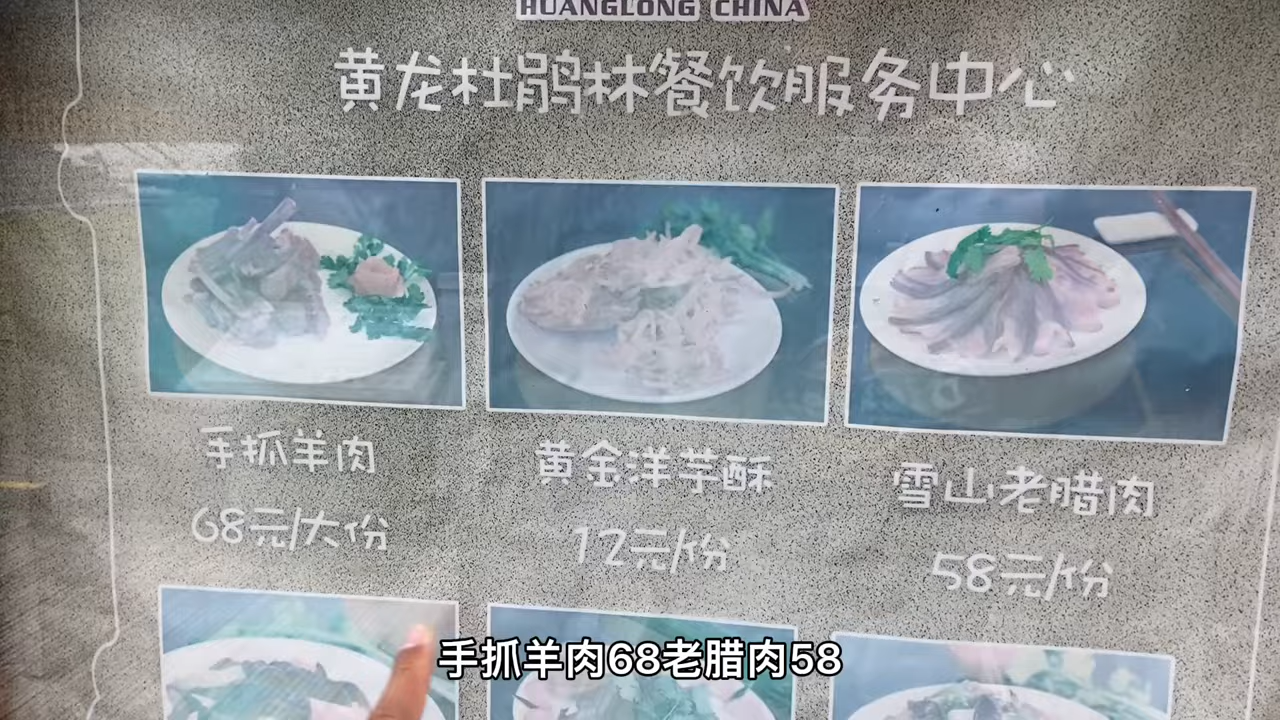 HUANGLONG CHINA
黄龙杜鹃林餐饮服务中心
手抓羊肉
68元/大份
黄金洋芋酥
12元/份
雪山老腊肉
58元/份
手抓羊肉68老腊肉58